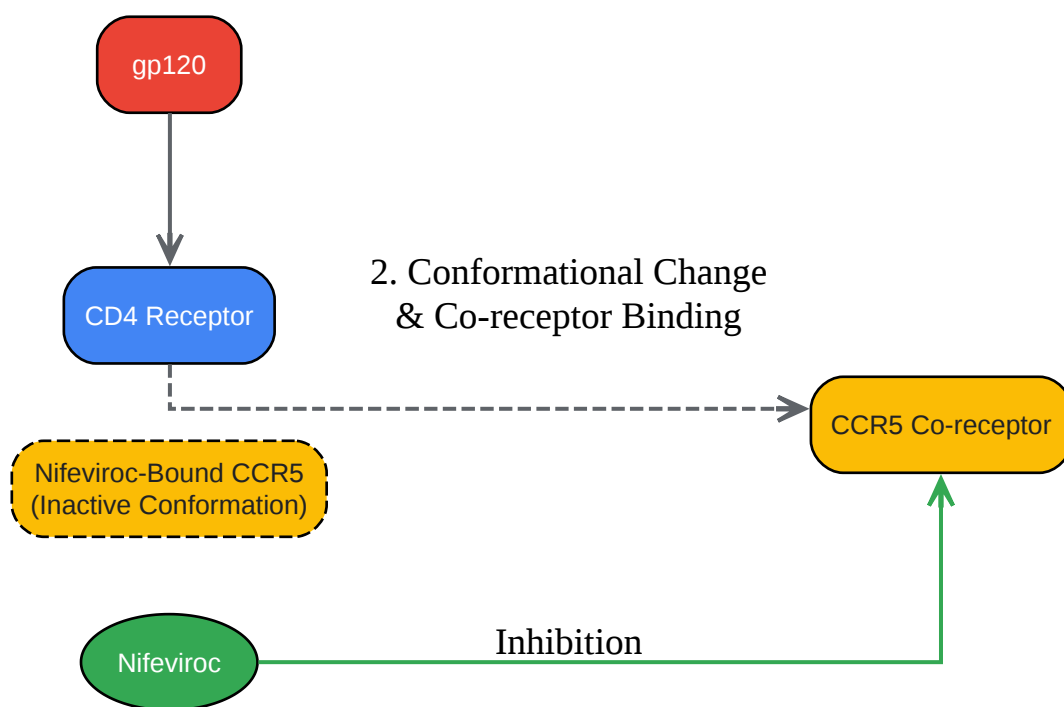 gp120
CD4 Receptor
2. Conformational Change
& Co-receptor Binding
CCR5 Co-receptor
Nifeviroc-Bound CCR5
(Inactive Conformation)
Nifeviroc
Inhibition